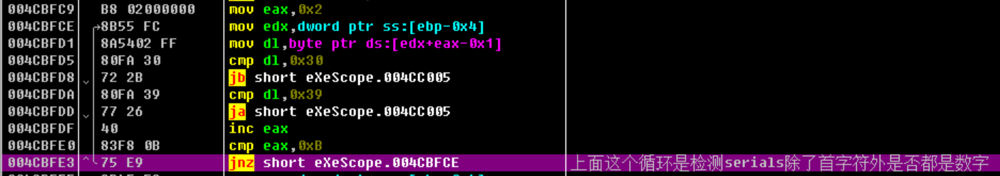 004CBFC9 B8 02000000 mov eax,0x2
004CBFCE 8B55 FC mov edx,dword ptr ss:[ebp-0x4]
004CBFD1 8A5402 FF mov dl,byte ptr ds:[edx+eax-0x1]
004CBFD5 80FA 30 cmp dl,0x30
004CBFD8 72 2B jb short eXeScope.004CC005
004CBFDA 80FA 39 cmp dl,0x39
004CBFDD 77 26 ja short eXeScope.004CC005
004CBFDF 40 inc eax
004CBFE0 83F8 0B cmp eax,0xB
004CBFE3 75 E9 jnz short eXeScope.004CBFCE 上面这个循环是检测serials除了首字符外是否都是数字